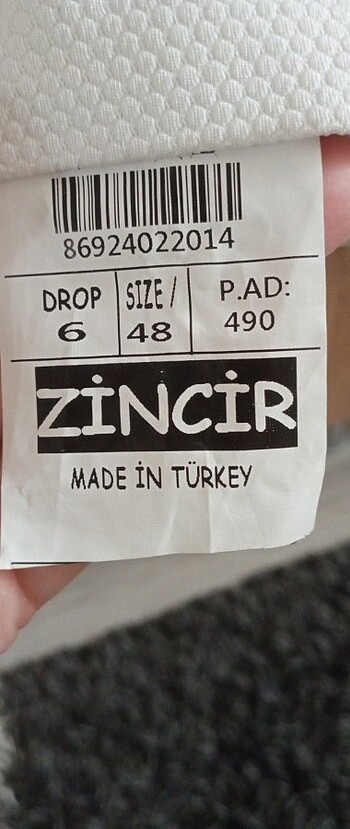 86924022014
DROP SIZE / P.AD:
6 48 490
ZİNCİR
MADE İN TÜRKEY